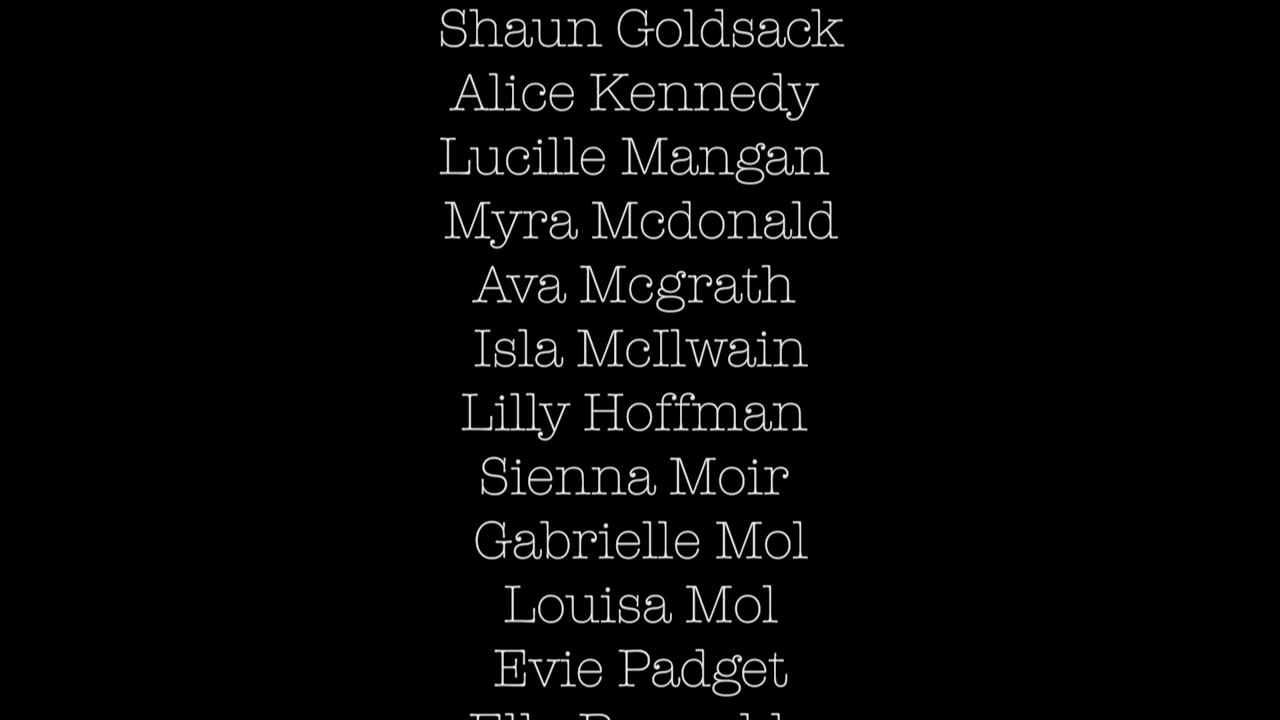 Shaun Goldsack
Alice Kennedy
Lucille Mangan
Myra Mcdonald
Ava Mcgrath
Isla McIlwain
Lilly Hoffman
Sienna Moir
Gabrielle Mol
Louisa Mol
Evie Padget